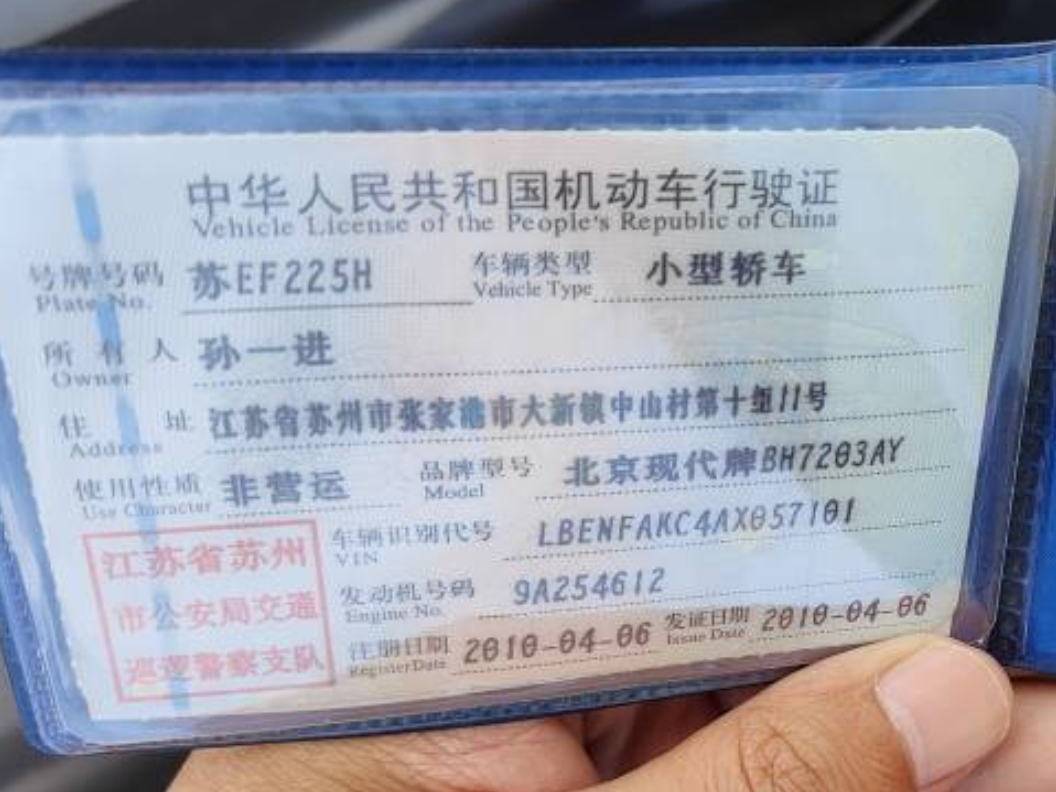 中华人民共和国机动车行驶证
Vehicle License of the People's Republic of China
号牌号码 苏EF225H 车辆类型 小型轿车
Plate No. Vehicle Type
所有人 孙一进
Owner
住址 江苏省苏州市张家港市大新镇中山村第十组11号
Address
使用性质 非营运 品牌型号 北京现代牌BH7203AY
Use Character Model
江苏省苏州
市公安局交通
巡逻警察支队
车辆识别代号 LBENFAKC4AX057101
VIN
发动机号码 9A254612
Engine No.
注册日期 2010-04-06 发证日期 2010-04-06
Register Date Issue Date